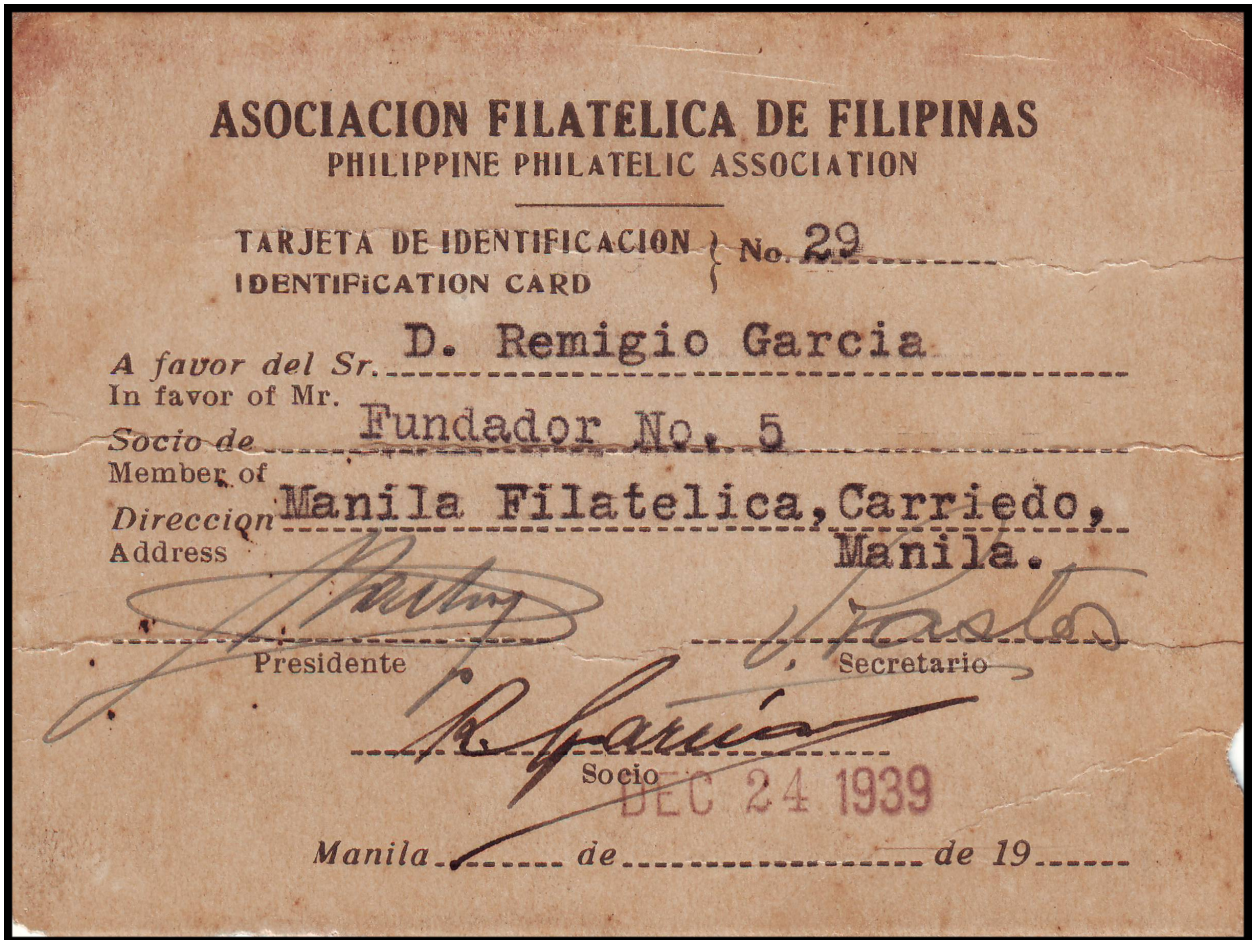 ASOCIACION FILATELICA DE FILIPINAS
PHILIPPINE PHILATELIC ASSOCIATION
TARJETA DE IDENTIFICACION } No. 29
IDENTIFICATION CARD
A favor del Sr. D. Remigio Garcia
In favor of Mr.
Socio de Fundador No. 5
Member of
Direccion Manila Filatelica, Carriedo,
Address Manila.
Presidente Secretario
R. Garcia
Socio
DEC 24 1939
Manila de de 19